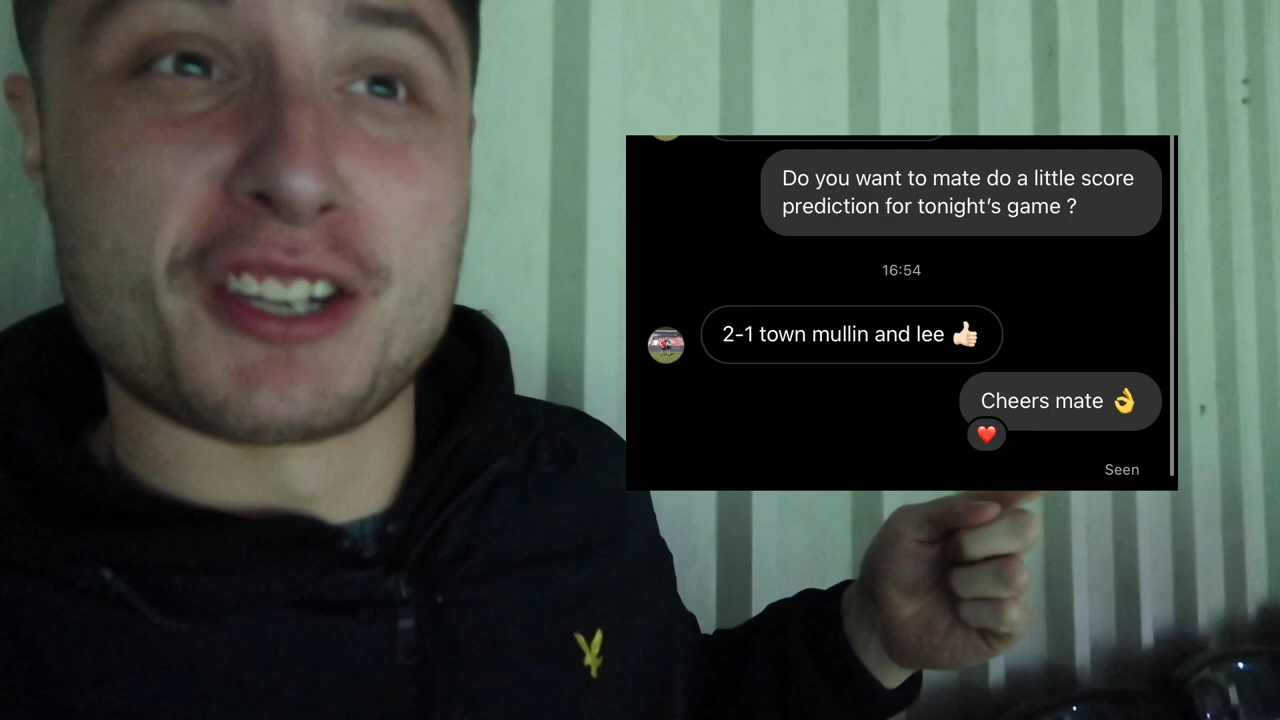 Do you want to mate do a little score
prediction for tonight's game ?
16:54
2-1 town mullin and lee 👍🏻
Cheers mate 👌
Seen